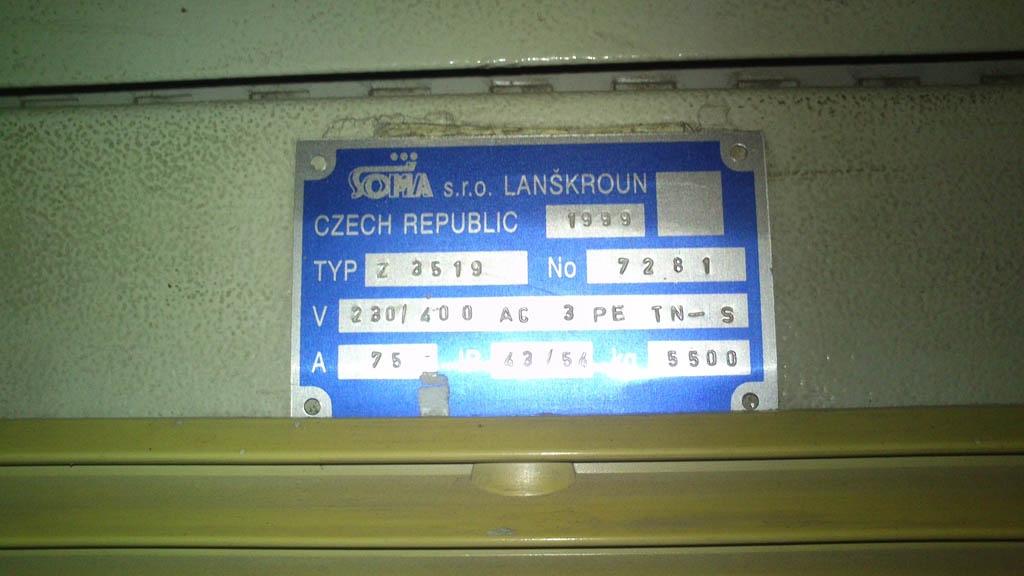 SOMA s.r.o. LANŠKROUN
CZECH REPUBLIC 1999
TYP Z 3519 No 7281
V 230/400 AC 3 PE TN-S
A 75 IP 43/54 kg 5500